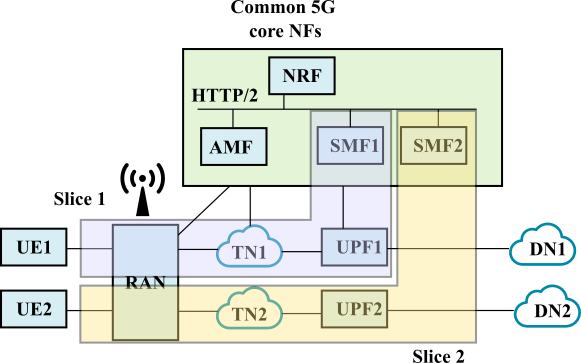 Common 5G
core NFs
NRF
HTTP/2
AMF
SMF1
SMF2
Slice 1
UE1
TN1
UPF1
DN1
RAN
UE2
TN2
UPF2
DN2
Slice 2